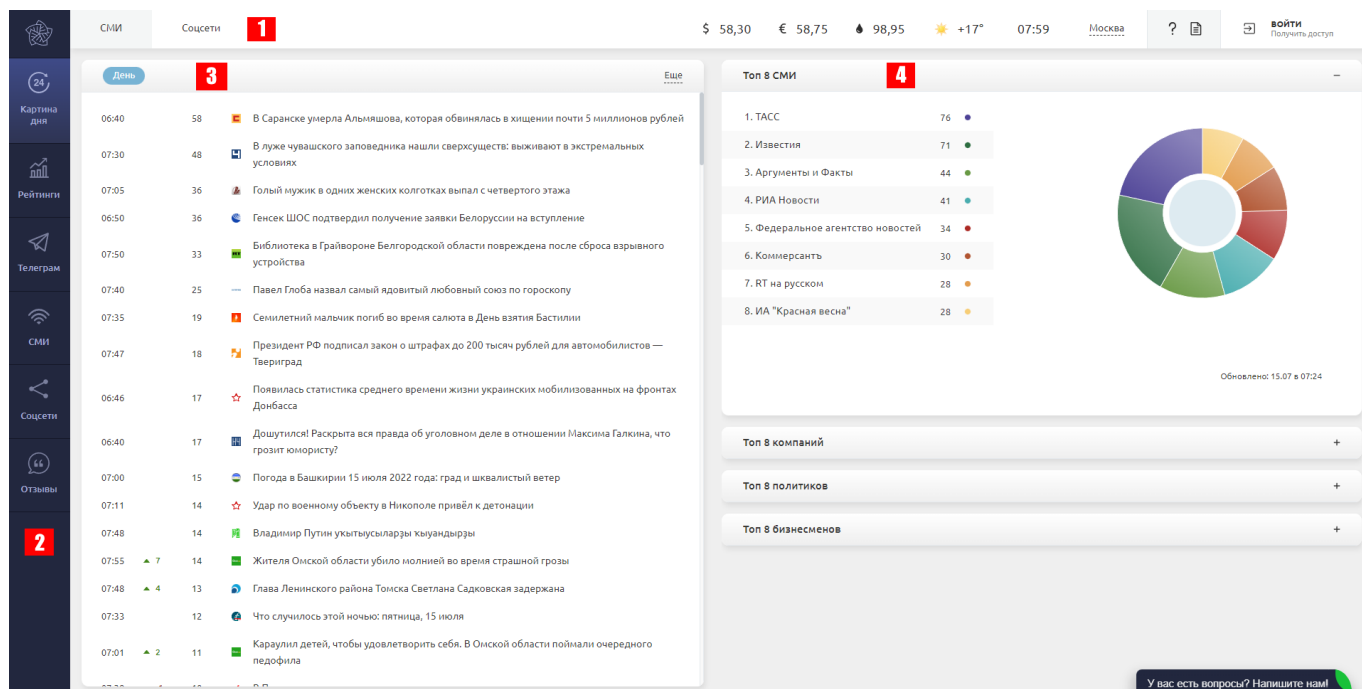 СМИ
Соцсети
1
$ 58,30
€ 58,75
98,95
+17°
07:59
Москва
?
ВОЙТИ
Получить доступ
24
Картина
дня
Рейтинги
Телеграм
СМИ
Соцсети
Отзывы
2
День
3
Еще
06:40 58 В Саранске умерла Альмяшова, которая обвинялась в хищении почти 5 миллионов рублей
07:30 48 В луже чувашского заповедника нашли сверхсуществ: выживают в экстремальных
условиях
07:05 36 Голый мужик в одних женских колготках выпал с четвертого этажа
06:50 36 Генсек ШОС подтвердил получение заявки Белоруссии на вступление
07:50 33 Библиотека в Грайвороне Белгородской области повреждена после сброса взрывного
устройства
07:40 25 Павел Глоба назвал самый ядовитый любовный союз по гороскопу
07:35 19 Семилетний мальчик погиб во время салюта в День взятия Бастилии
07:47 18 Президент РФ подписал закон о штрафах до 200 тысяч рублей для автомобилистов —
Твериград
06:46 17 Появилась статистика среднего времени жизни украинских мобилизованных на фронтах
Донбасса
06:40 17 Дошутился! Раскрыта вся правда об уголовном деле в отношении Максима Галкина, что
грозит юмористу?
07:00 15 Погода в Башкирии 15 июля 2022 года: град и шквалистый ветер
07:11 14 Удар по военному объекту в Никополе привёл к детонации
07:48 14 Владимир Путин уҡытыусыларҙы ҡыуандырҙы
07:55 7 14 Жителя Омской области убило молнией во время страшной грозы
07:48 4 13 Глава Ленинского района Томска Светлана Садковская задержана
07:33 12 Что случилось этой ночью: пятница, 15 июля
07:01 2 11 Караулил детей, чтобы удовлетворить себя. В Омской области поймали очередного
педофила
Топ 8 СМИ
4
1. ТАСС 76
2. Известия 71
3. Аргументы и Факты 44
4. РИА Новости 41
5. Федеральное агентство новостей 34
6. Коммерсантъ 30
7. RT на русском 28
8. ИА "Красная весна" 28
Обновлено: 15.07 в 07:24
Топ 8 компаний +
Топ 8 политиков +
Топ 8 бизнесменов +
У вас есть вопросы? Напишите нам!